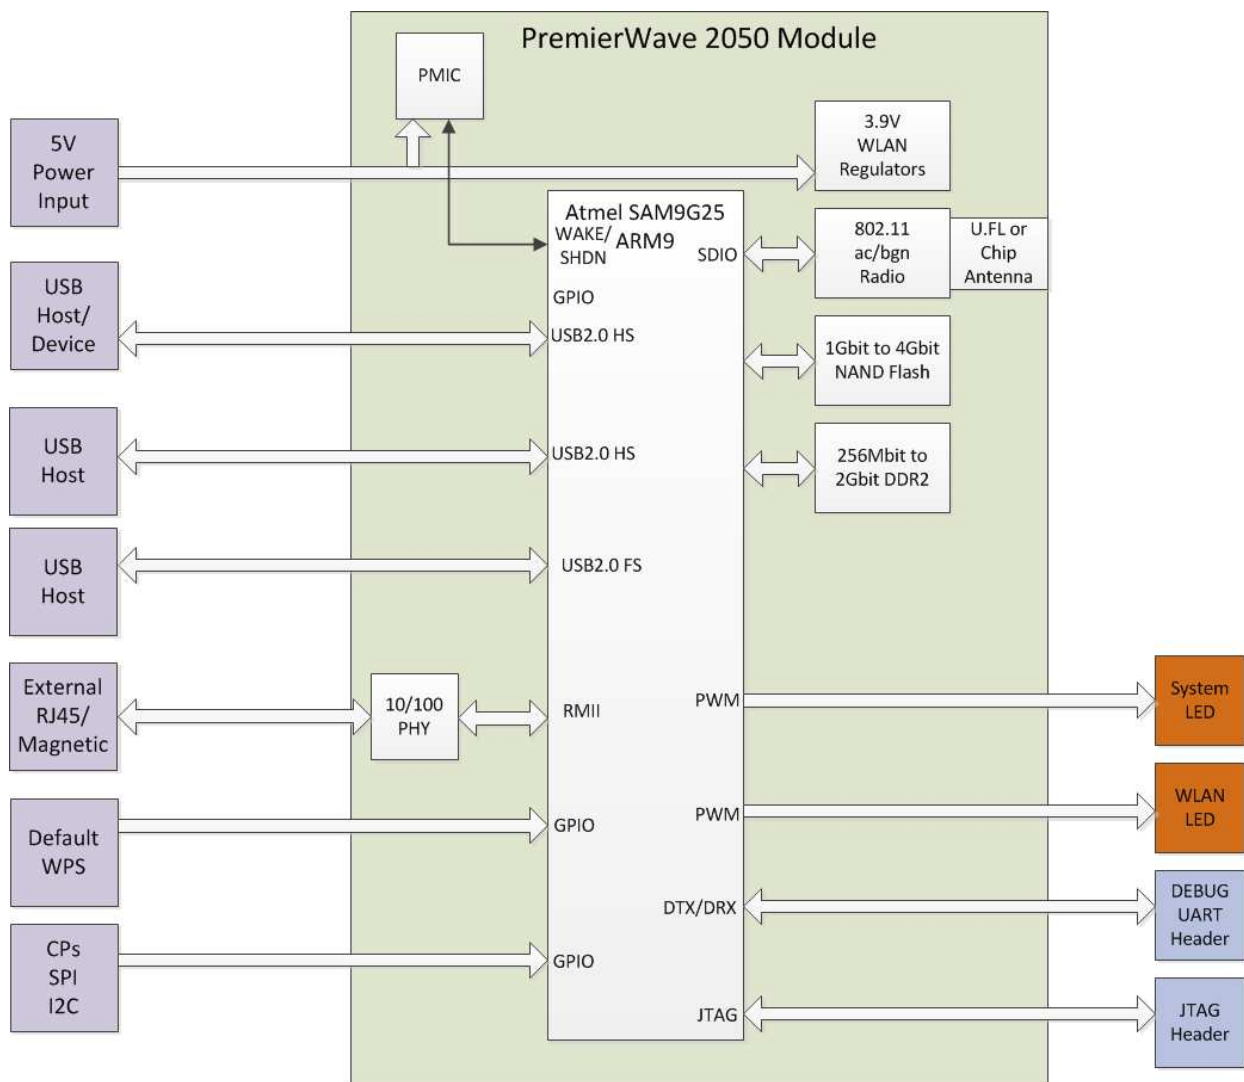 PremierWave 2050 Module
PMIC
5V
Power
Input
3.9V
WLAN
Regulators
Atmel SAM9G25
ARM9
WAKE/
SHDN
SDIO
802.11
ac/bgn
Radio
U.FL or
Chip
Antenna
USB
Host/
Device
GPIO
USB2.0 HS
1Gbit to 4Gbit
NAND Flash
USB
Host
USB2.0 HS
256Mbit to
2Gbit DDR2
USB
Host
USB2.0 FS
External
RJ45/
Magnetic
10/100
PHY
RMII
PWM
System
LED
Default
WPS
GPIO
PWM
WLAN
LED
DTX/DRX
DEBUG
UART
Header
CPs
SPI
I2C
GPIO
JTAG
JTAG
Header